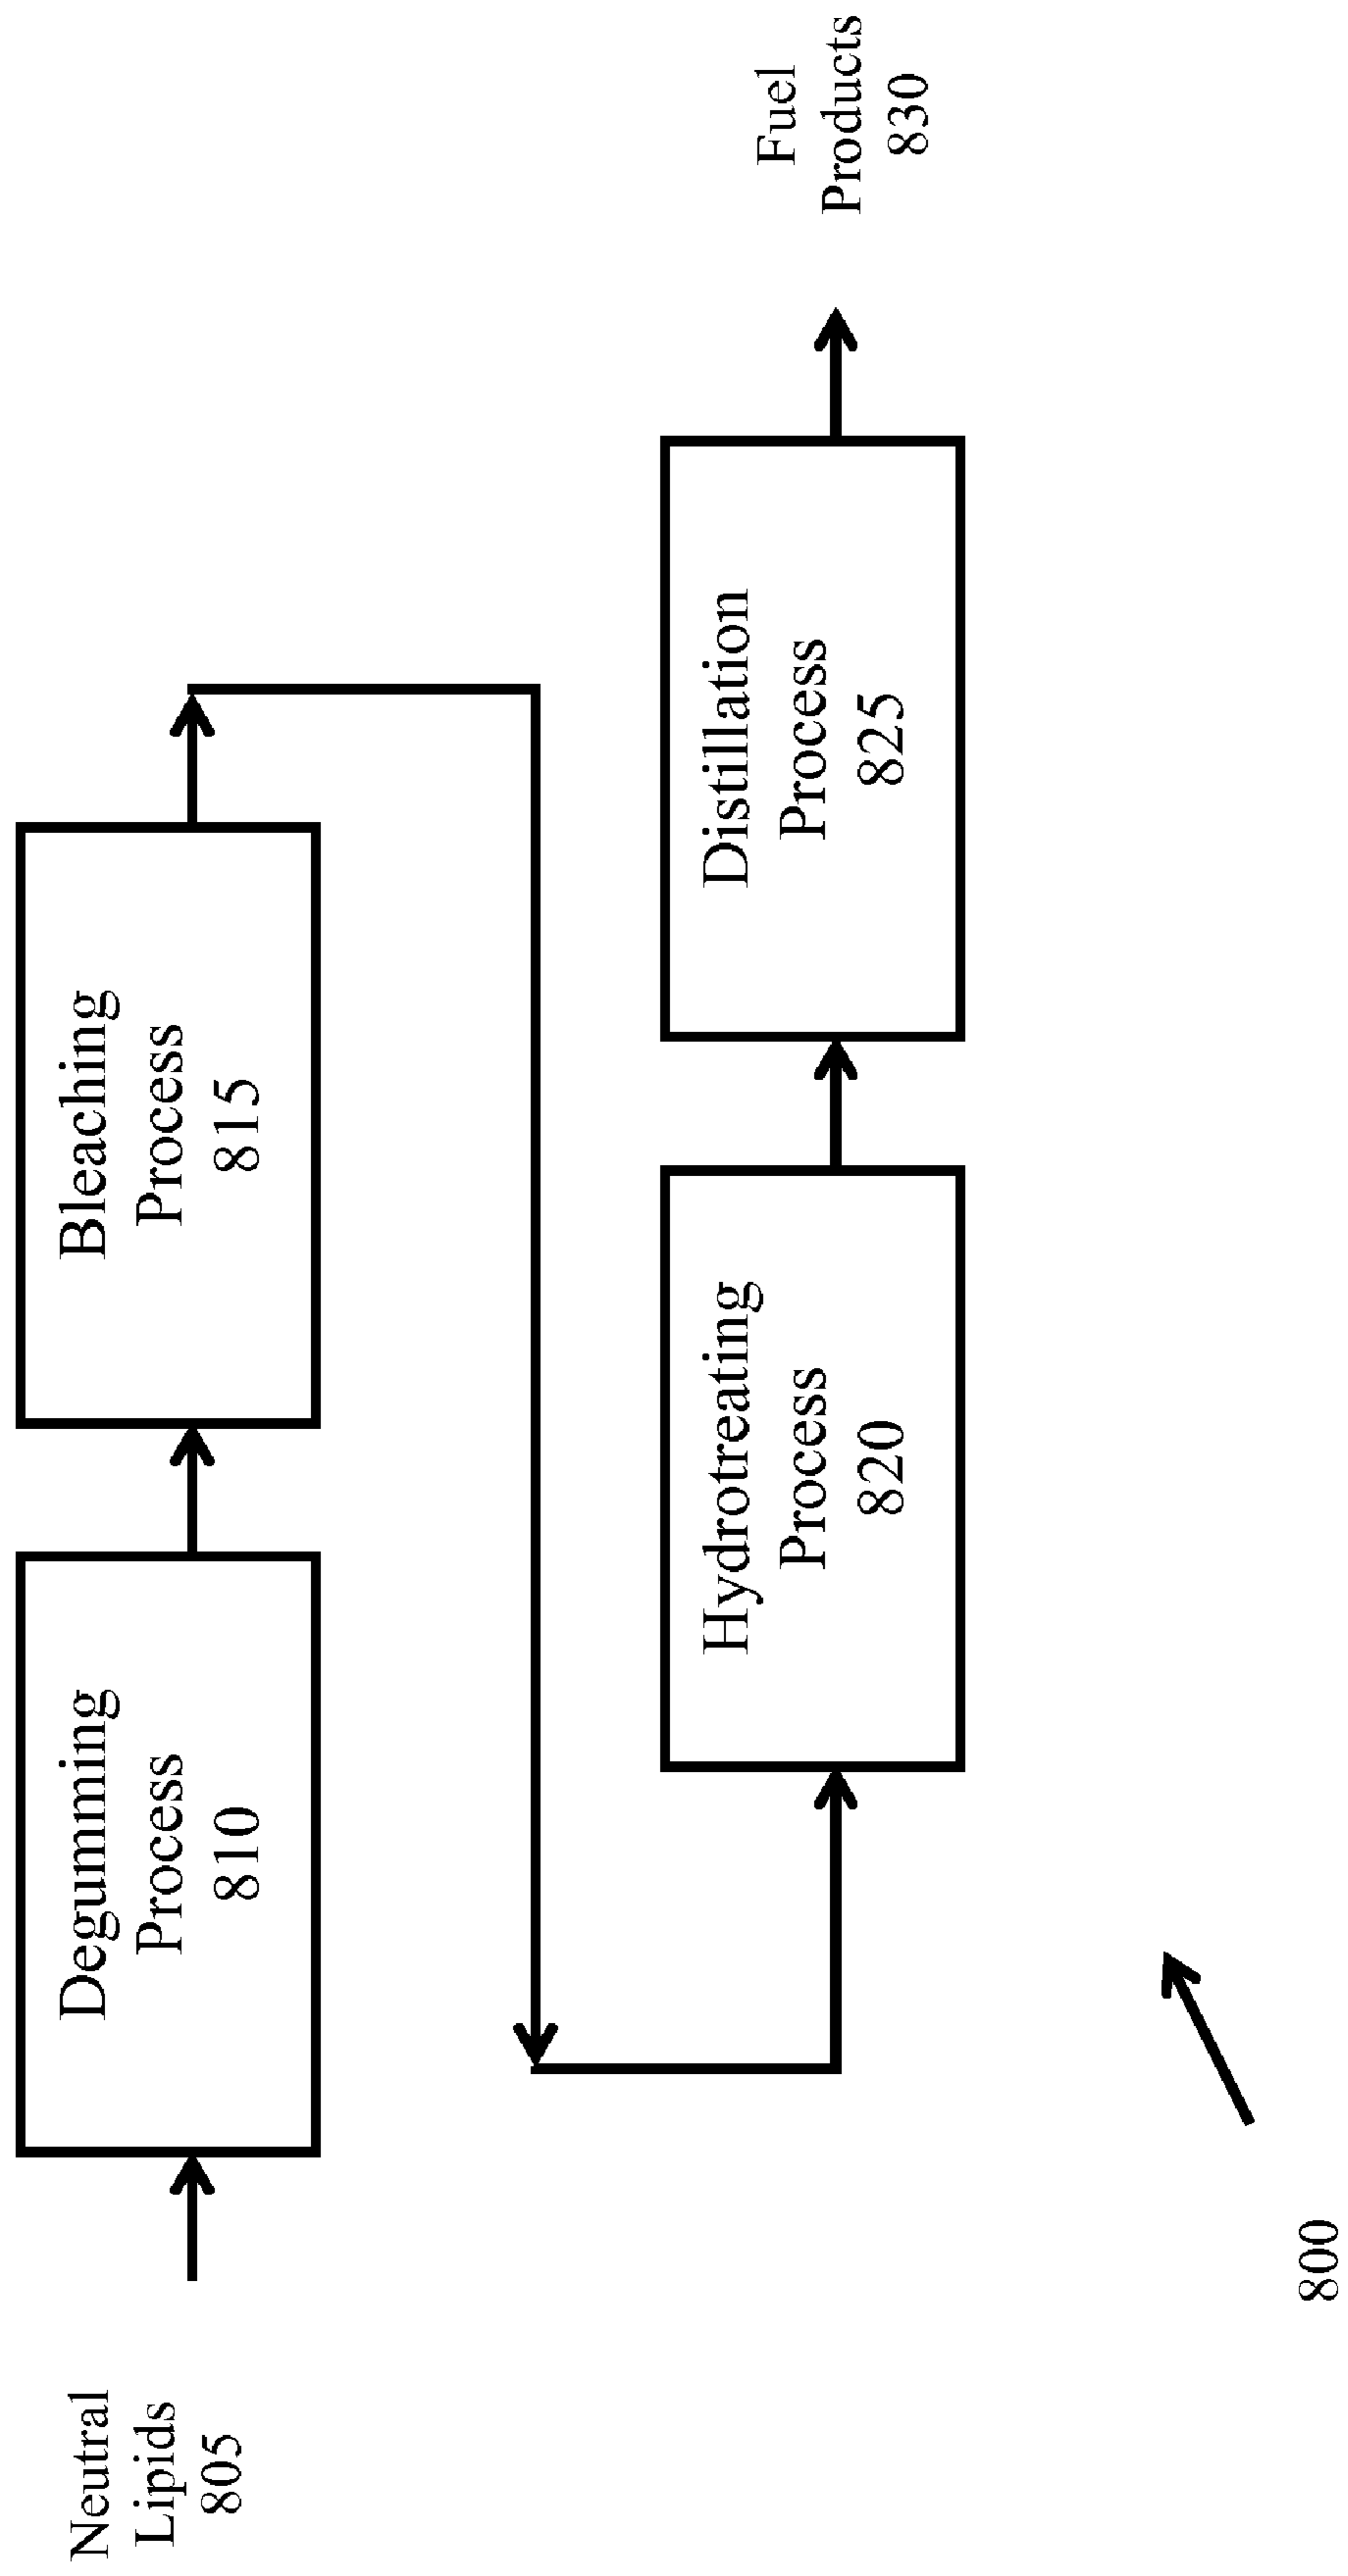 Neutral
Lipids
805
Degumming
Process
810
Bleaching
Process
815
Hydrotreating
Process
820
Distillation
Process
825
Fuel
Products
830
800